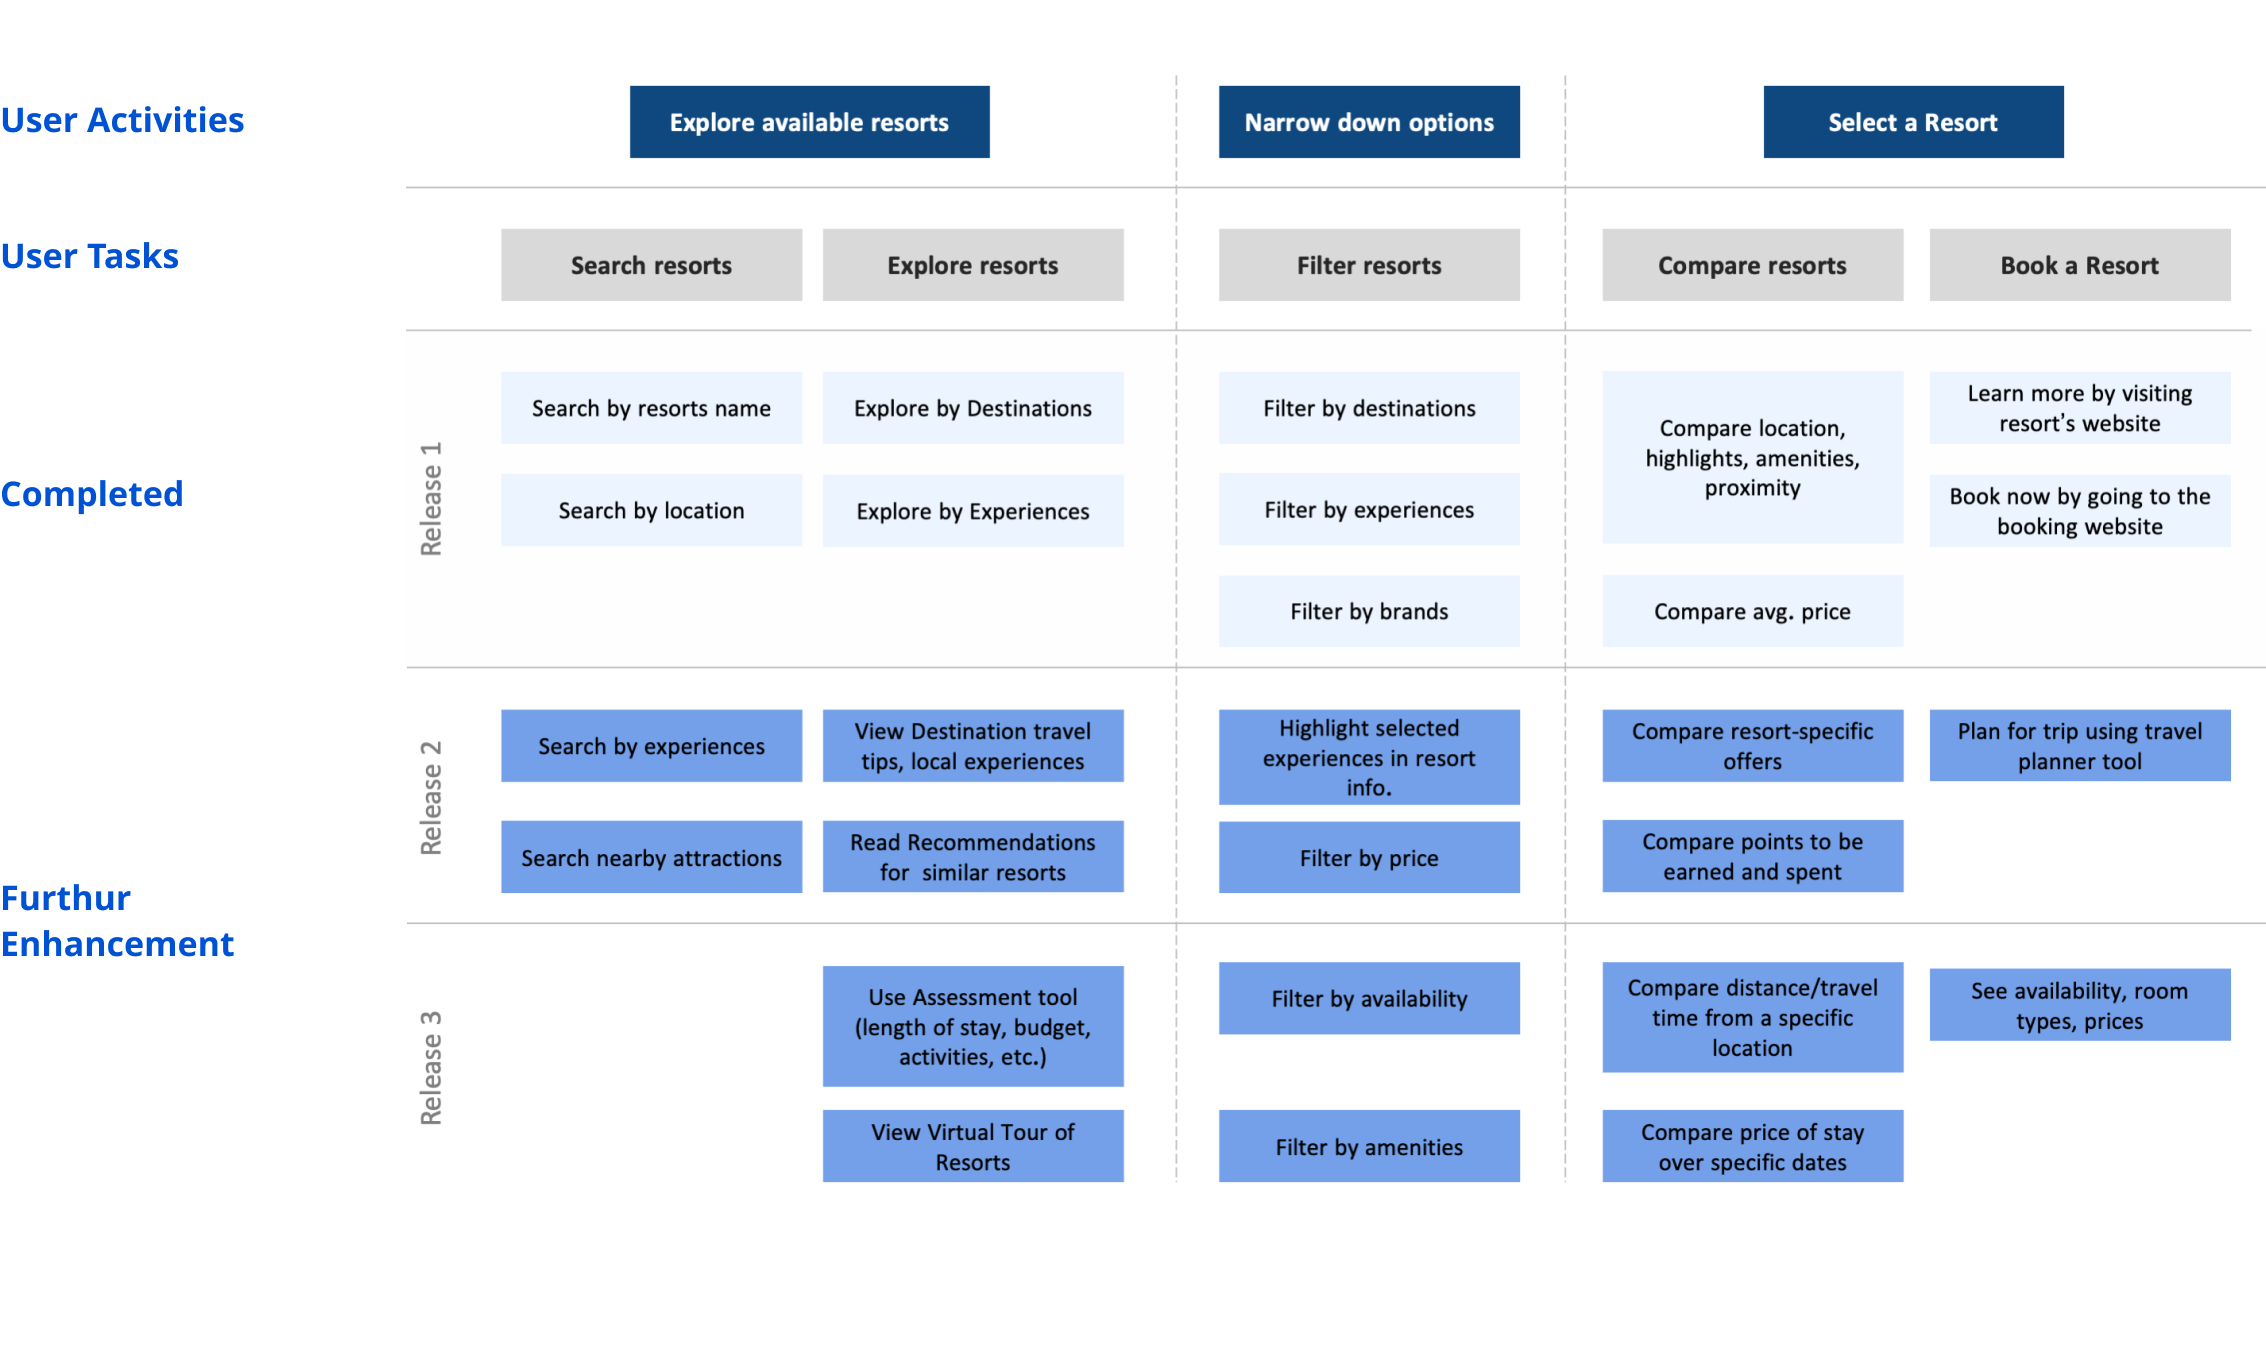 User Activities
Explore available resorts
Narrow down options
Select a Resort
User Tasks
Search resorts
Explore resorts
Filter resorts
Compare resorts
Book a Resort
Completed
Release 1
Search by resorts name
Search by location
Explore by Destinations
Explore by Experiences
Filter by destinations
Filter by experiences
Filter by brands
Compare location,
highlights, amenities,
proximity
Compare avg. price
Learn more by visiting
resort's website
Book now by going to the
booking website
Furthur
Enhancement
Release 2
Search by experiences
Search nearby attractions
View Destination travel
tips, local experiences
Read Recommendations
for similar resorts
Highlight selected
experiences in resort
info.
Filter by price
Compare resort-specific
offers
Compare points to be
earned and spent
Plan for trip using travel
planner tool
Release 3
Use Assessment tool
(length of stay, budget,
activities, etc.)
View Virtual Tour of
Resorts
Filter by availability
Filter by amenities
Compare distance/travel
time from a specific
location
Compare price of stay
over specific dates
See availability, room
types, prices